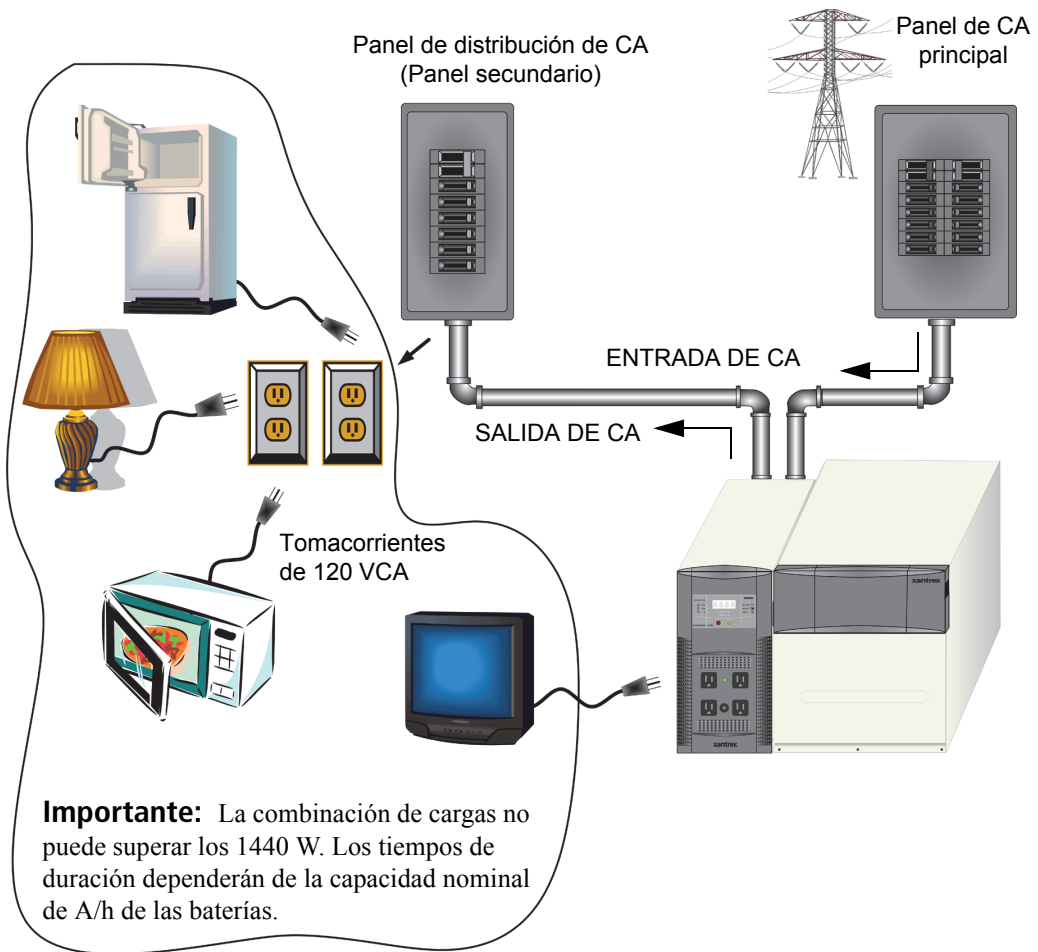 Panel de distribución de CA
(Panel secundario)
Panel de CA
principal
ENTRADA DE CA
SALIDA DE CA
Tomacorrientes
de 120 VCA
xantrex
xantrex
Importante: La combinación de cargas no
puede superar los 1440 W. Los tiempos de
duración dependerán de la capacidad nominal
de A/h de las baterías.